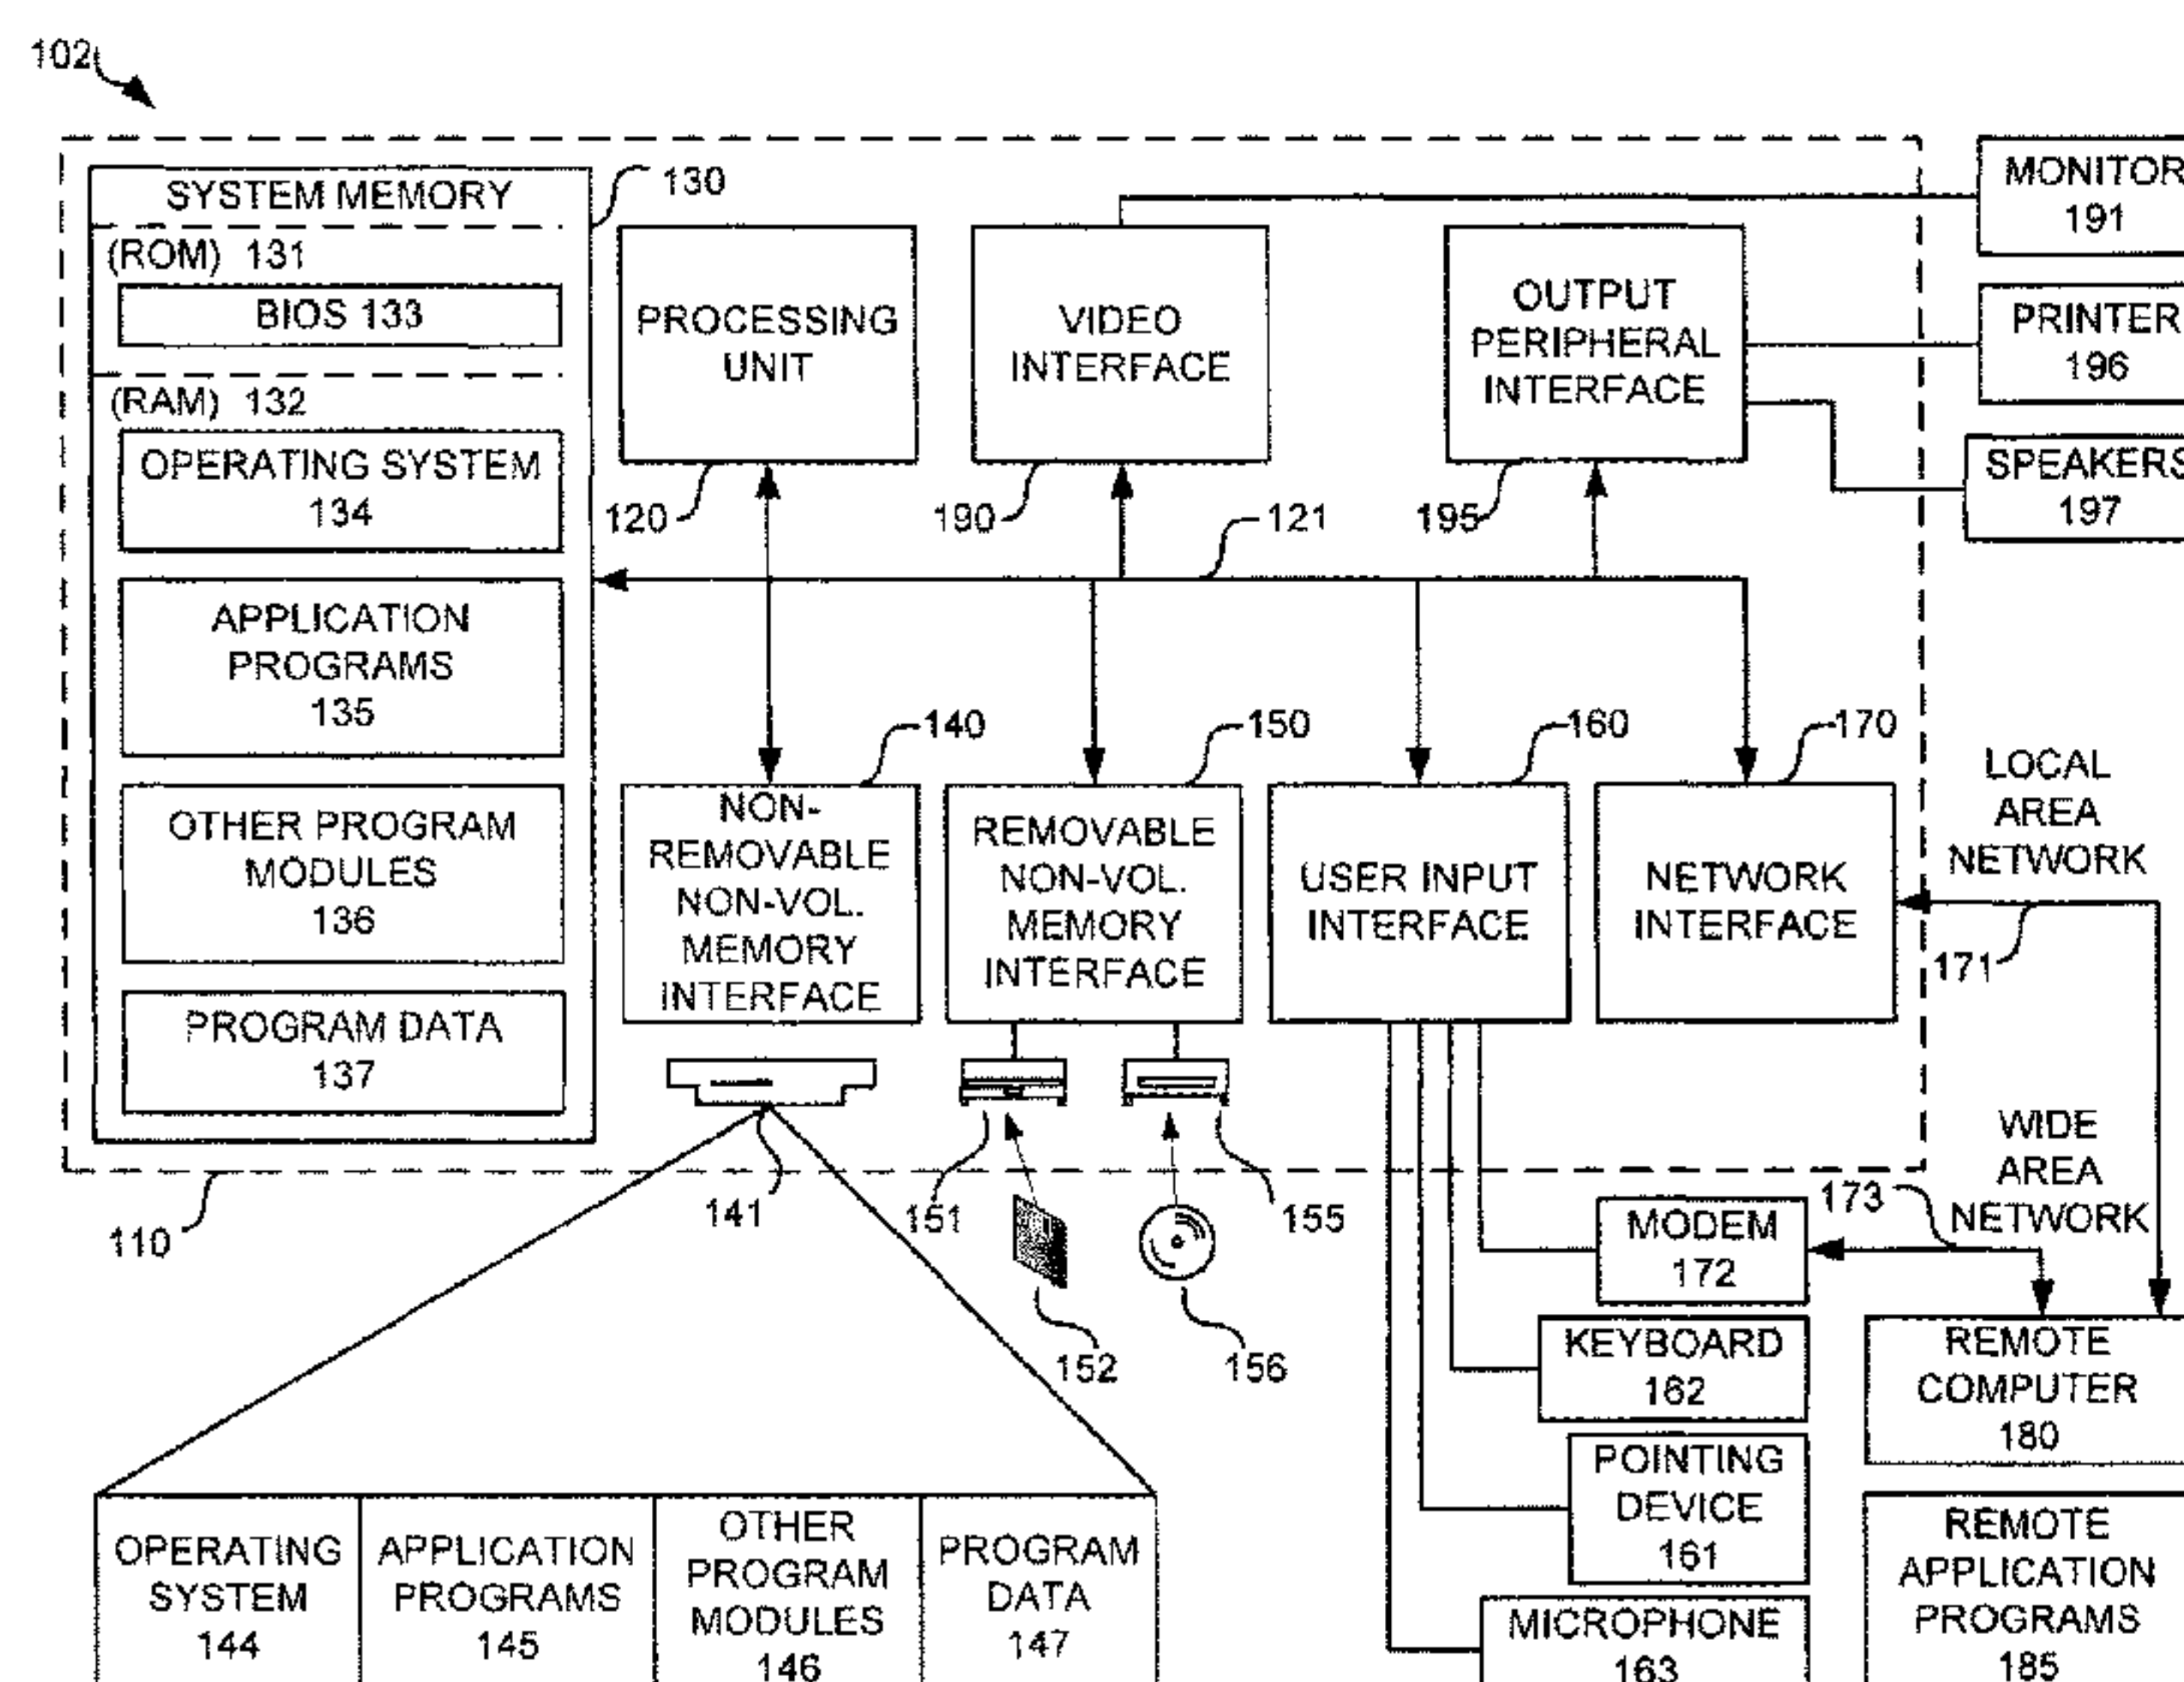 102
SYSTEM MEMORY
130
(ROM) 131
BIOS 133
(RAM) 132
OPERATING SYSTEM
134
APPLICATION
PROGRAMS
135
OTHER PROGRAM
MODULES
136
PROGRAM DATA
137
PROCESSING
UNIT
120
VIDEO
INTERFACE
190
121
OUTPUT
PERIPHERAL
INTERFACE
195
MONITOR
191
PRINTER
196
SPEAKERS
197
140
NON-
REMOVABLE
NON-VOL.
MEMORY
INTERFACE
150
REMOVABLE
NON-VOL.
MEMORY
INTERFACE
160
USER INPUT
INTERFACE
170
NETWORK
INTERFACE
LOCAL
AREA
NETWORK
171
110
141
151
152
155
156
WIDE
AREA
NETWORK
173
MODEM
172
KEYBOARD
162
POINTING
DEVICE
161
MICROPHONE
163
REMOTE
COMPUTER
180
REMOTE
APPLICATION
PROGRAMS
185
OPERATING
SYSTEM
144
APPLICATION
PROGRAMS
145
OTHER
PROGRAM
MODULES
146
PROGRAM
DATA
147